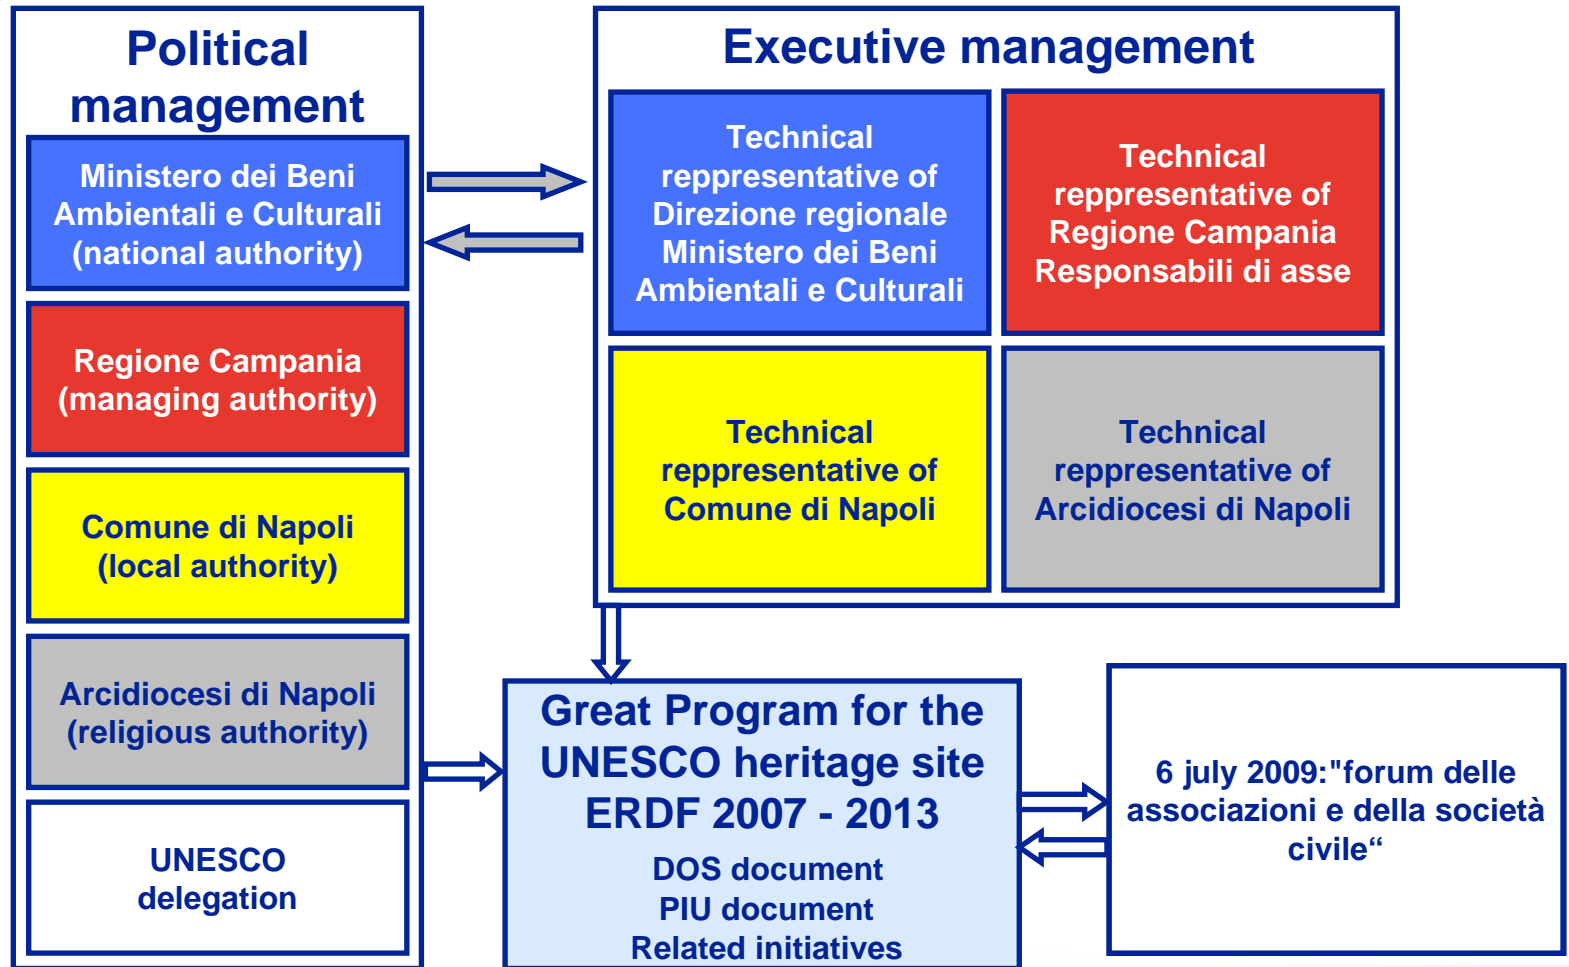 Political
management
Ministero dei Beni
Ambientali e Culturali
(national authority)
Regione Campania
(managing authority)
Comune di Napoli
(local authority)
Arcidiocesi di Napoli
(religious authority)
UNESCO
delegation
Executive management
Technical
reppresentative of
Direzione regionale
Ministero dei Beni
Ambientali e Culturali
Technical
reppresentative of
Regione Campania
Responsabili di asse
Technical
reppresentative of
Comune di Napoli
Technical
reppresentative of
Arcidiocesi di Napoli
Great Program for the
UNESCO heritage site
ERDF 2007 - 2013
DOS document
PIU document
Related initiatives
6 july 2009:"forum delle
associazioni e della società
civile“